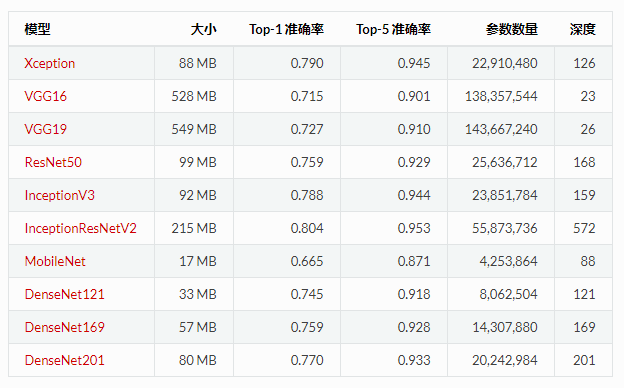 模型 大小 Top-1 准确率 Top-5 准确率 参数数量 深度
Xception 88 MB 0.790 0.945 22,910,480 126
VGG16 528 MB 0.715 0.901 138,357,544 23
VGG19 549 MB 0.727 0.910 143,667,240 26
ResNet50 99 MB 0.759 0.929 25,636,712 168
InceptionV3 92 MB 0.788 0.944 23,851,784 159
InceptionResNetV2 215 MB 0.804 0.953 55,873,736 572
MobileNet 17 MB 0.665 0.871 4,253,864 88
DenseNet121 33 MB 0.745 0.918 8,062,504 121
DenseNet169 57 MB 0.759 0.928 14,307,880 169
DenseNet201 80 MB 0.770 0.933 20,242,984 201